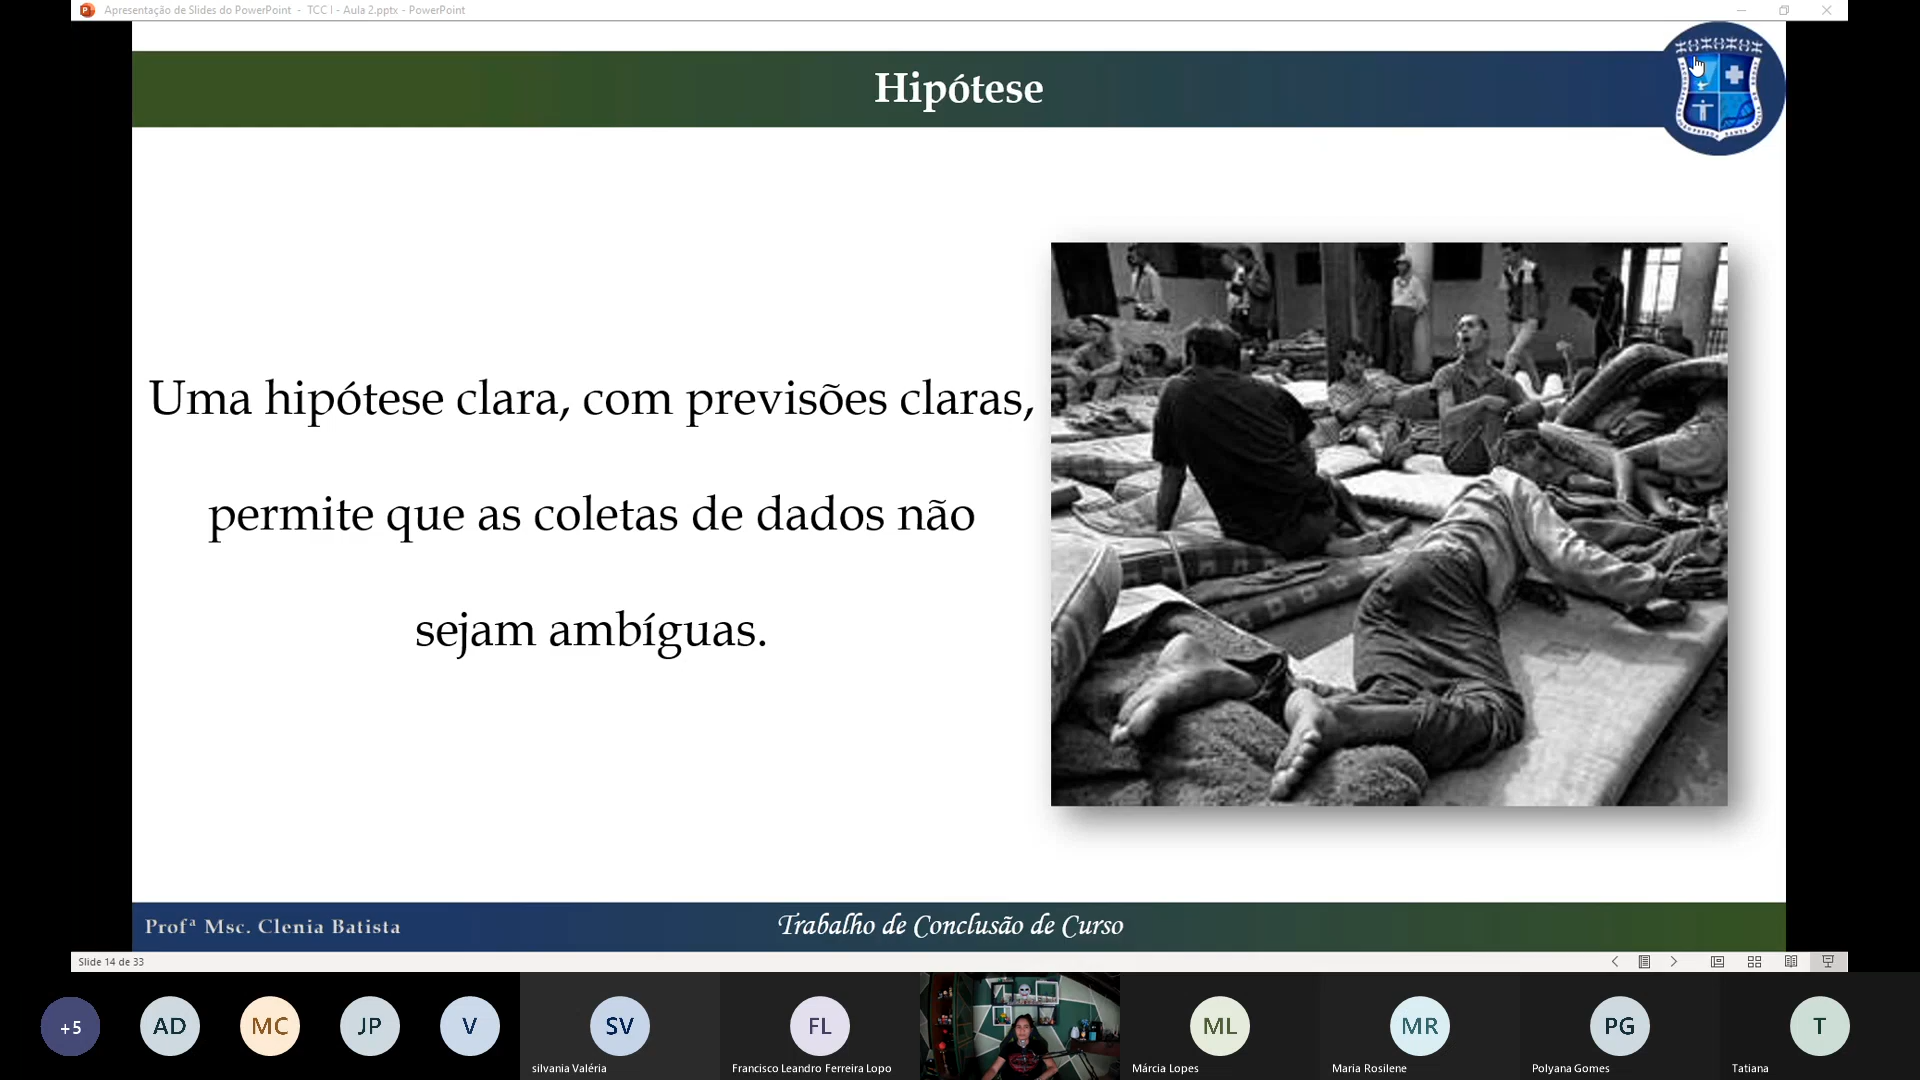 Apresentação de Slides do PowerPoint - TCC I - Aula 2.pptx - PowerPoint
Hipótese
Uma hipótese clara, com previsões claras,
permite que as coletas de dados não
sejam ambíguas.
Profª Msc. Clenia Batista
Trabalho de Conclusão de Curso
Slide 14 de 33
+5
AD
MC
JP
V
SV
FL
ML
MR
PG
T
silvania Valéria
Francisco Leandro Ferreira Lopo
Márcia Lopes
Maria Rosilene
Polyana Gomes
Tatiana